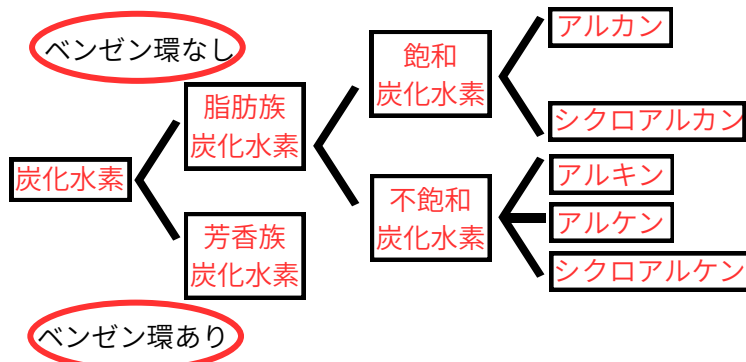 ベンゼン環なし
炭化水素
脂肪族
炭化水素
芳香族
炭化水素
飽和
炭化水素
不飽和
炭化水素
アルカン
シクロアルカン
アルキン
アルケン
シクロアルケン
ベンゼン環あり